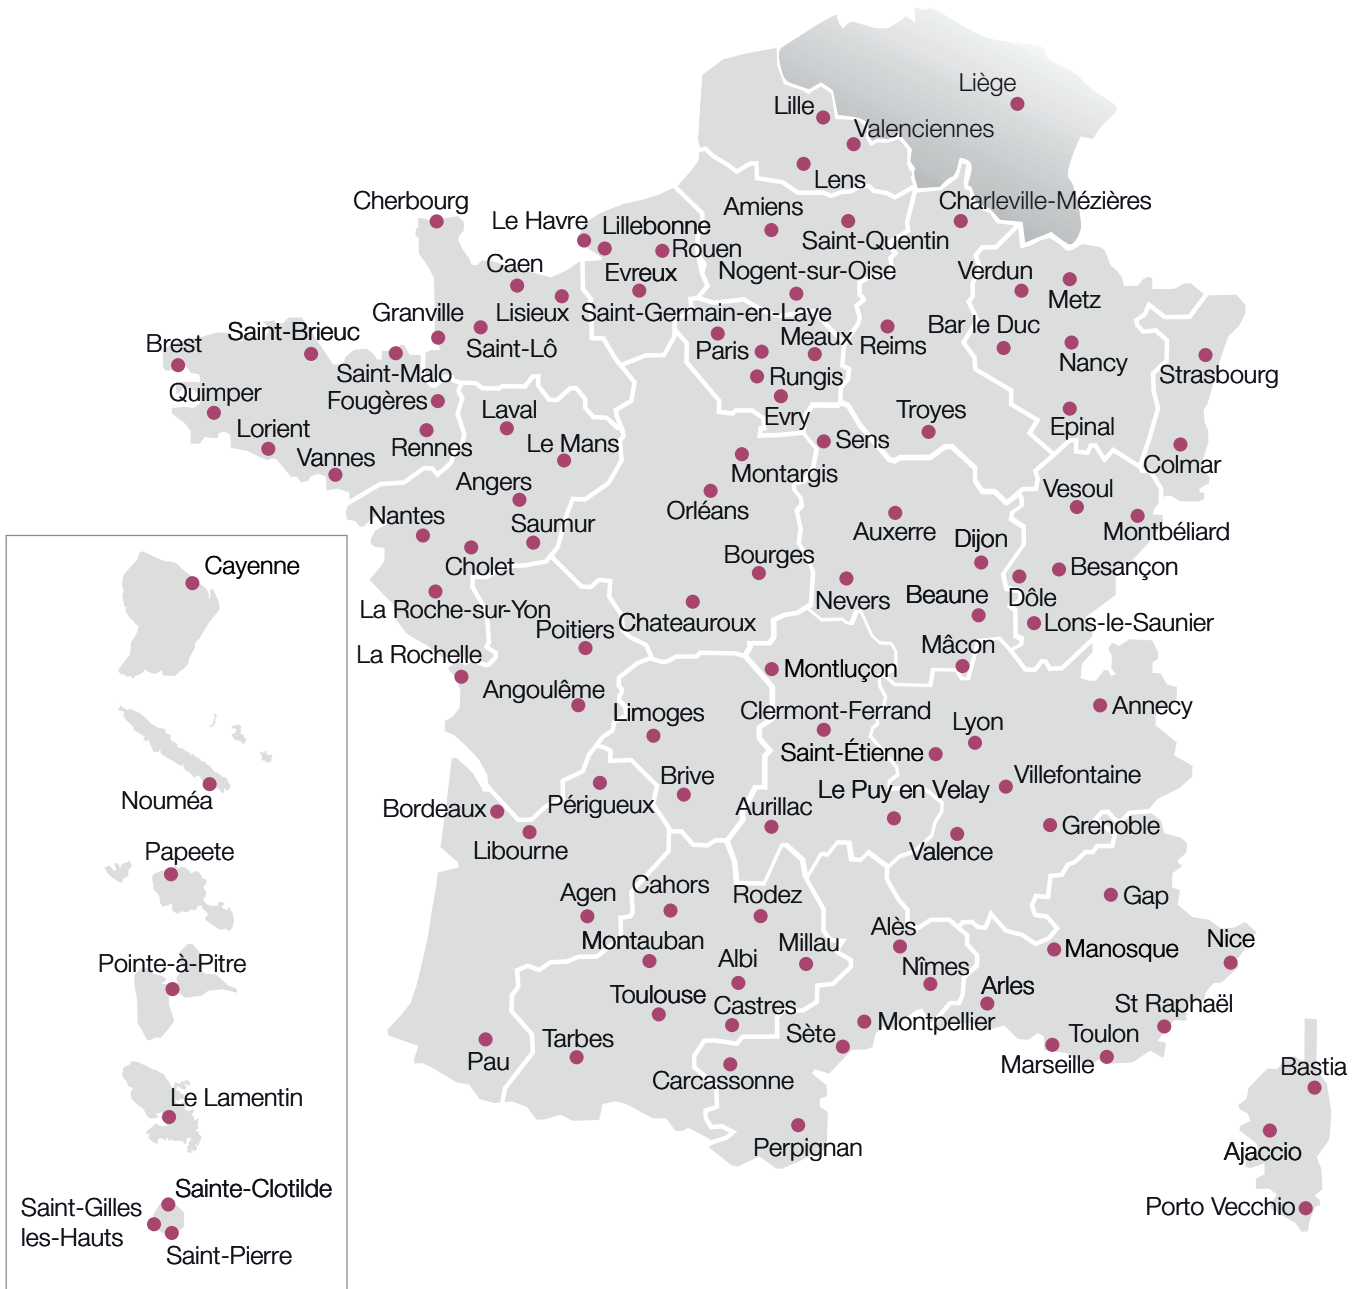 Liège
Lille
Valenciennes
Lens
Cherbourg
Charleville-Mézières
Amiens
Le Havre
Lillebonne
Saint-Quentin
Rouen
Caen
Evreux
Nogent-sur-Oise
Verdun
Metz
Granville
Lisieux
Saint-Germain-en-Laye
Saint-Brieuc
Bar le Duc
Brest
Saint-Lô
Paris
Meaux
Reims
Nancy
Saint-Malo
Rungis
Strasbourg
Quimper
Fougères
Laval
Evry
Troyes
Epinal
Lorient
Rennes
Le Mans
Sens
Vannes
Montargis
Colmar
Angers
Vesoul
Nantes
Saumur
Orléans
Auxerre
Montbéliard
Dijon
Cholet
Bourges
Besançon
Cayenne
La Roche-sur-Yon
Nevers
Beaune
Dôle
Poitiers
Chateauroux
Lons-le-Saunier
La Rochelle
Mâcon
Montluçon
Angoulême
Annecy
Limoges
Clermont-Ferrand
Lyon
Saint-Étienne
Brive
Villefontaine
Nouméa
Périgueux
Le Puy en Velay
Bordeaux
Aurillac
Grenoble
Libourne
Valence
Papeete
Agen
Cahors
Rodez
Gap
Alès
Montauban
Millau
Manosque
Nice
Pointe-à-Pitre
Albi
Nîmes
Toulouse
Arles
Castres
St Raphaël
Montpellier
Tarbes
Sète
Toulon
Pau
Marseille
Bastia
Carcassonne
Le Lamentin
Perpignan
Ajaccio
Sainte-Clotilde
Porto Vecchio
Saint-Gilles
les-Hauts
Saint-Pierre